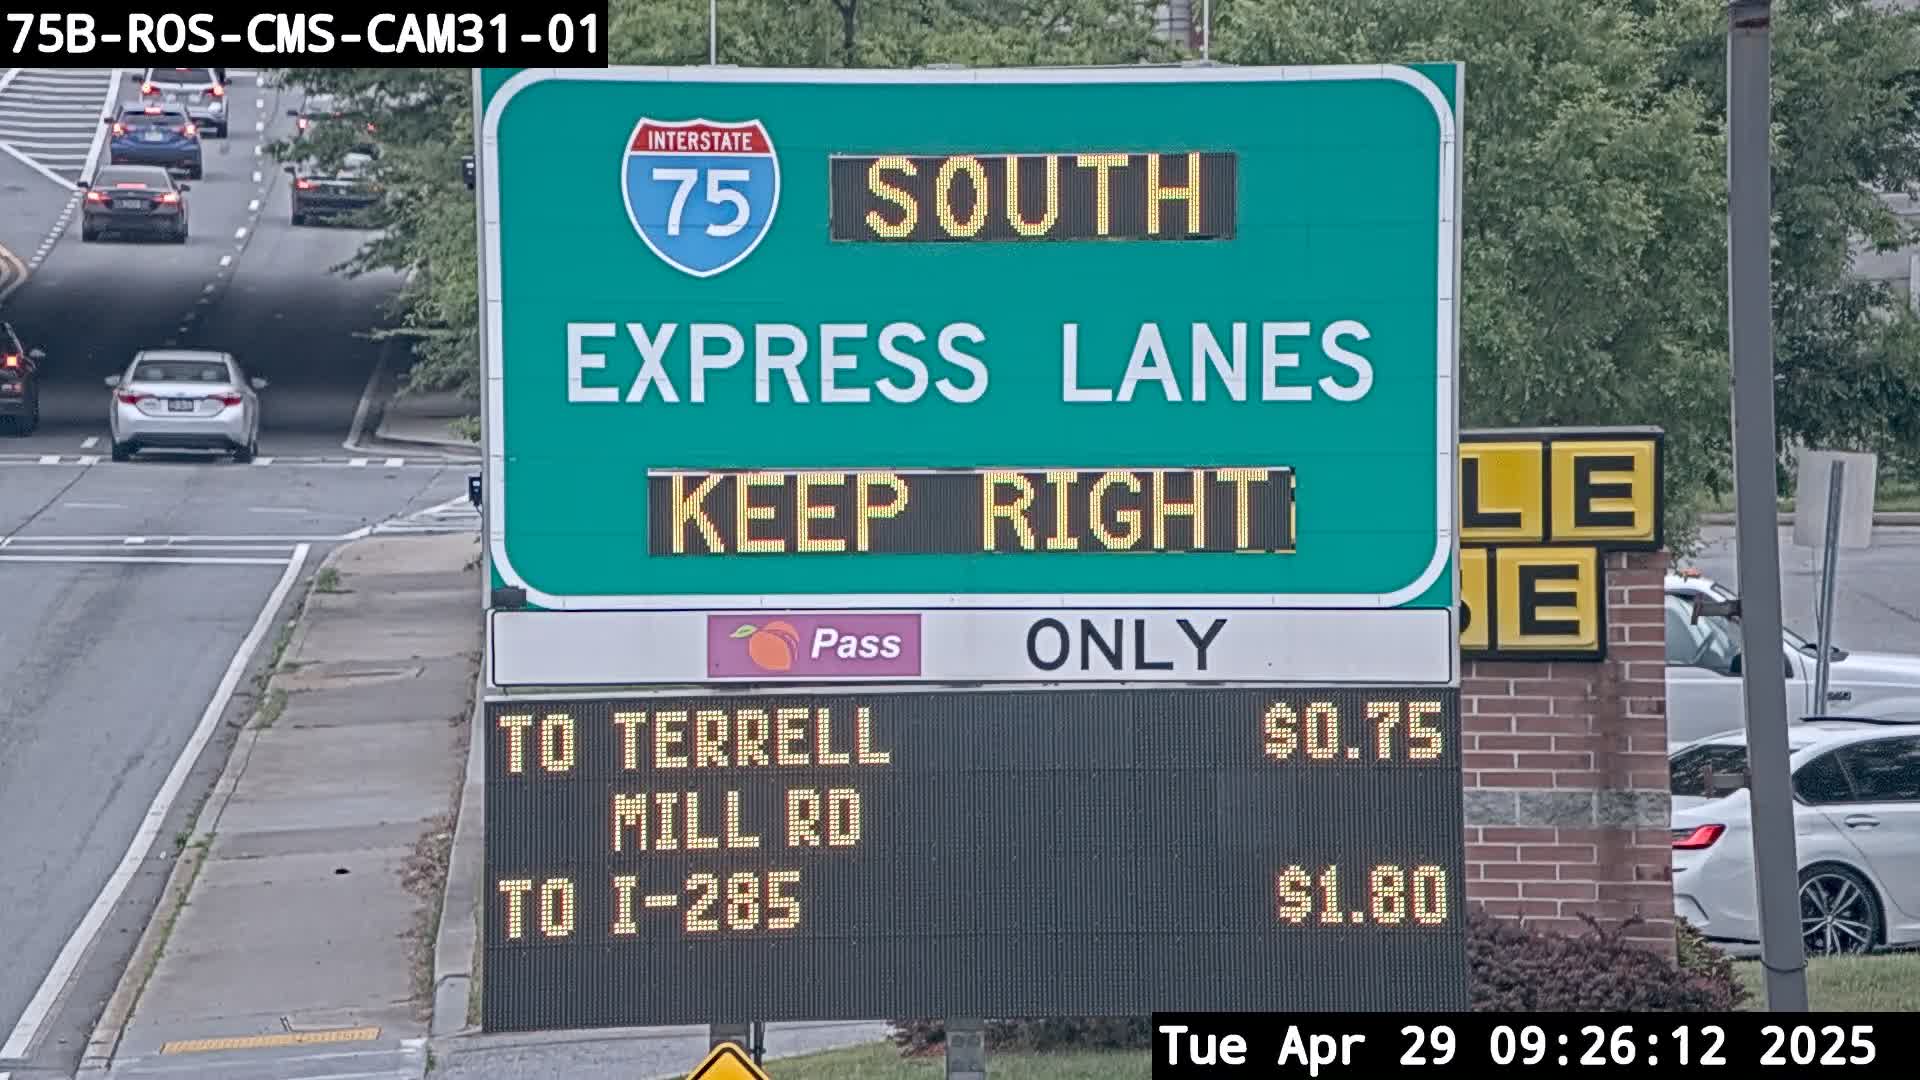 75B-ROS-CMS-CAM31-01
INTERSTATE
75
SOUTH
EXPRESS LANES
KEEP RIGHT
Pass ONLY
TO TERRELL $0.75
MILL RD
TO I-285 $1.80
LE
E
Tue Apr 29 09:26:12 2025